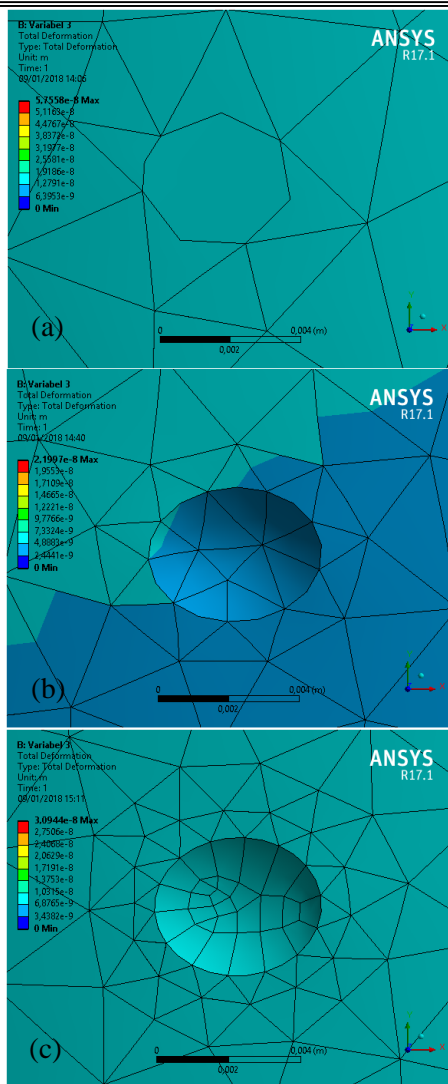 B: Variabel 3
Total Deformation
Type: Total Deformation
Unit: m
Time: 1
09/01/2018 14:06
5,7558e-8 Max
5,1163e-8
4,4767e-8
3,8372e-8
3,1977e-8
2,5581e-8
1,9186e-8
1,2791e-8
6,3953e-9
0 Min
ANSYS
R17.1
(a)
0
0,004 (m)
0,002
Y
X
B: Variabel 3
Total Deformation
Type: Total Deformation
Unit: m
Time: 1
09/01/2018 14:40
2,1997e-8 Max
1,9553e-8
1,7109e-8
1,4665e-8
1,2221e-8
9,7766e-9
7,3324e-9
4,8883e-9
2,4441e-9
0 Min
ANSYS
R17.1
(b)
0
0,004 (m)
0,002
X
B: Variabel 3
Total Deformation
Type: Total Deformation
Unit: m
Time: 1
09/01/2018 15:11
3,0944e-8 Max
2,7506e-8
2,4068e-8
2,0629e-8
1,7191e-8
1,3753e-8
1,0315e-8
6,8765e-9
3,4382e-9
0 Min
ANSYS
R17.1
(c)
0
0,004 (m)
0,002
X